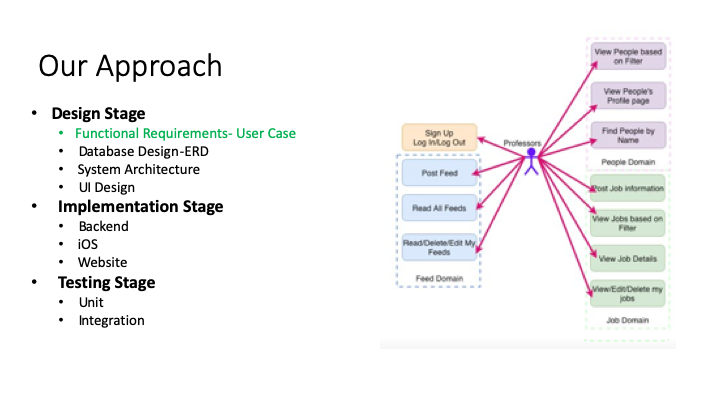 Our Approach
• Design Stage
• Functional Requirements- User Case
• Database Design-ERD
• System Architecture
• UI Design
• Implementation Stage
• Backend
• iOS
• Website
• Testing Stage
• Unit
• Integration
Sign Up
Log In/Log Out
Post Feed
Read All Feeds
Read/Delete/Edit My
Feeds
Feed Domain
Professors
View People based
on Filter
View People's
Profile page
Find People by
Name
People Domain
Post Job information
View Jobs based on
Filter
View Job Details
View/Edit/Delete my
jobs
Job Domain